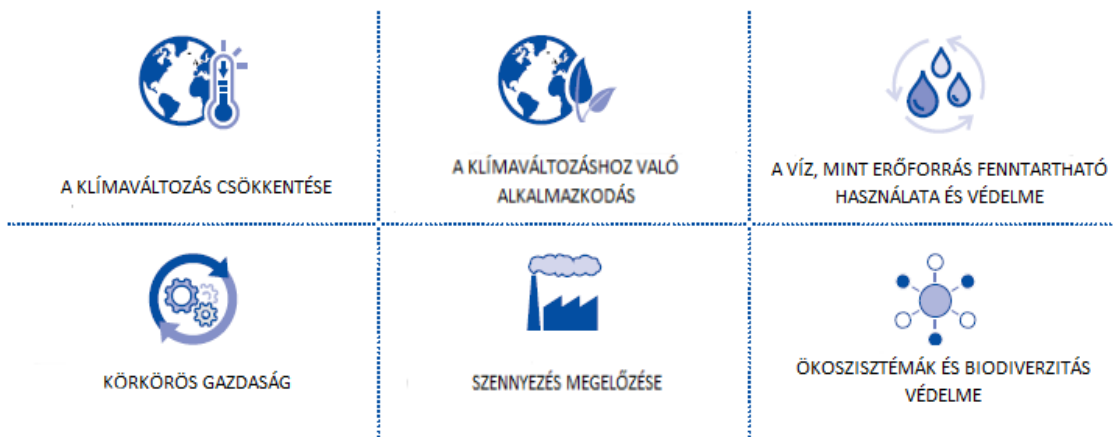 A KLÍMAVÁLTOZÁS CSÖKKENTÉSE
A KLÍMAVÁLTOZÁSHOZ VALÓ
ALKALMAZKODÁS
A VÍZ, MINT ERŐFORRÁS FENNTARTHATÓ
HASZNÁLATA ÉS VÉDELME
KÖRKÖRÖS GAZDASÁG
SZENNYEZÉS MEGELŐZÉSE
ÖKOSZISZTÉMÁK ÉS BIODIVERZITÁS
VÉDELME